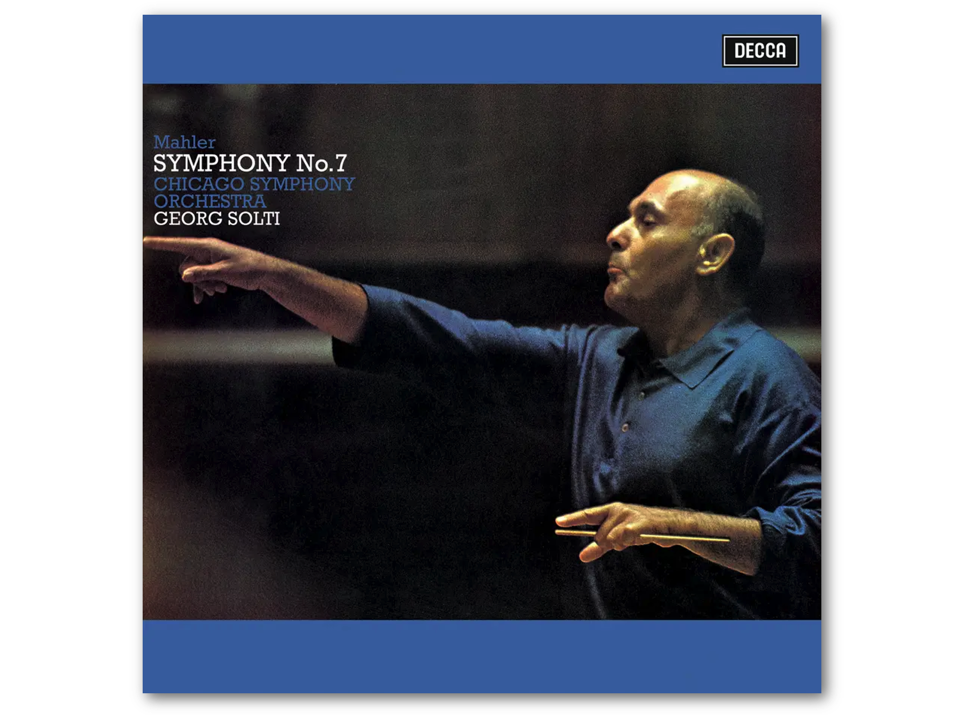 DECCA
Mahler
SYMPHONY No.7
CHICAGO SYMPHONY
ORCHESTRA
GEORG SOLTI